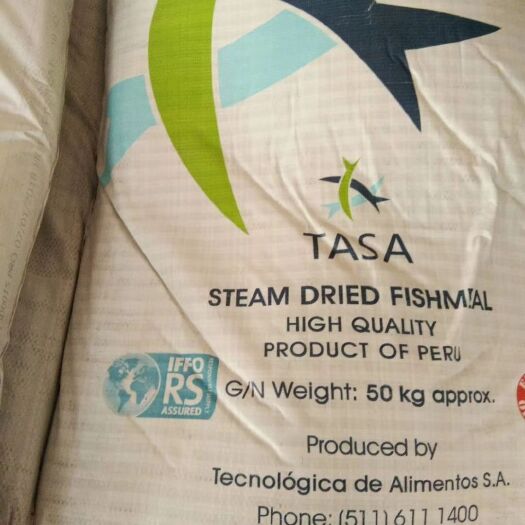 TASA
STEAM DRIED FISHMEAL
HIGH QUALITY
PRODUCT OF PERU
IFFO
RS
ASSURED
G/N Weight: 50 kg approx.
Produced by
Tecnológica de Alimentos S.A.
Phone: (511) 611 1400